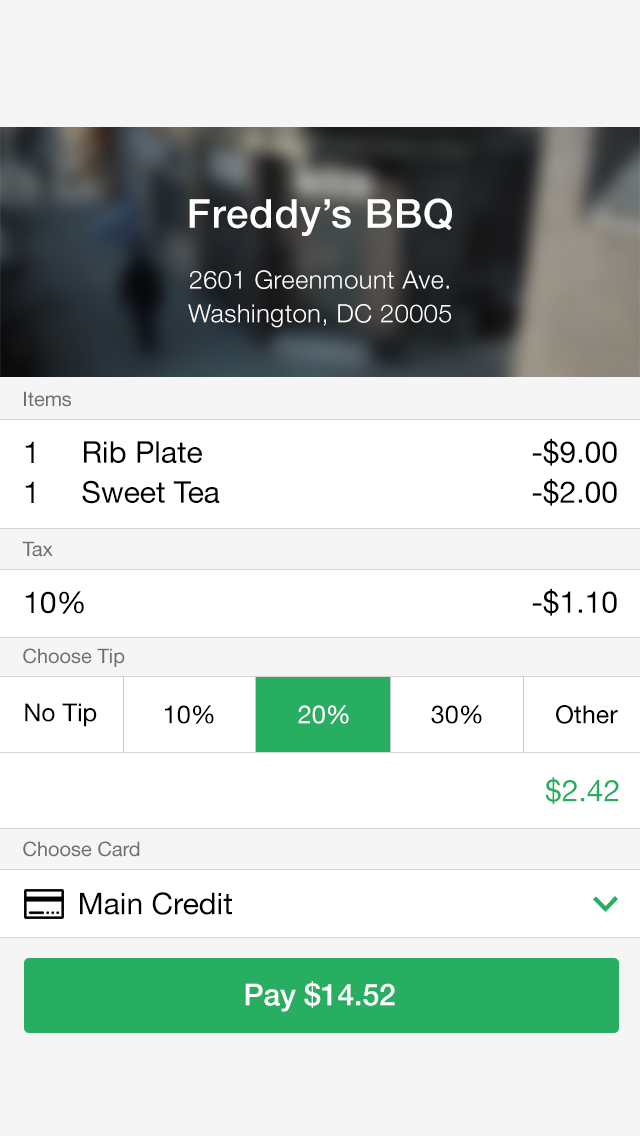 Freddy's BBQ
2601 Greenmount Ave.
Washington, DC 20005
Items
1 Rib Plate -$9.00
1 Sweet Tea -$2.00
Tax
10% -$1.10
Choose Tip
No Tip 10% 20% 30% Other
$2.42
Choose Card
Main Credit
Pay $14.52